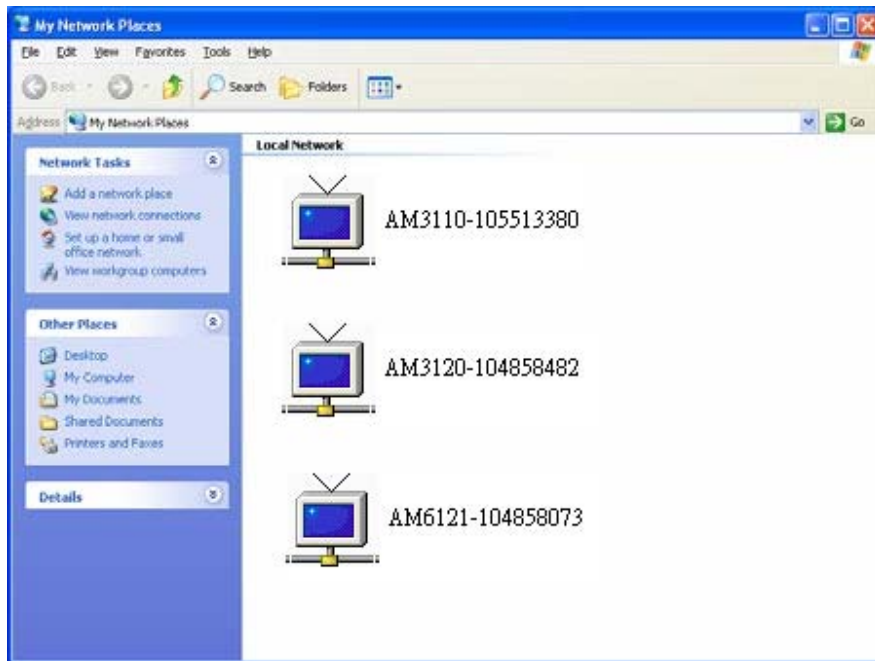 My Network Places
File Edit View Favorites Tools Help
Back Search Folders
Address My Network Places Go
Network Tasks
Add a network place
View network connections
Set up a home or small
office network
View workgroup computers
Other Places
Desktop
My Computer
My Documents
Shared Documents
Printers and Faxes
Details
Local Network
AM3110-105513380
AM3120-104858482
AM6121-104858073